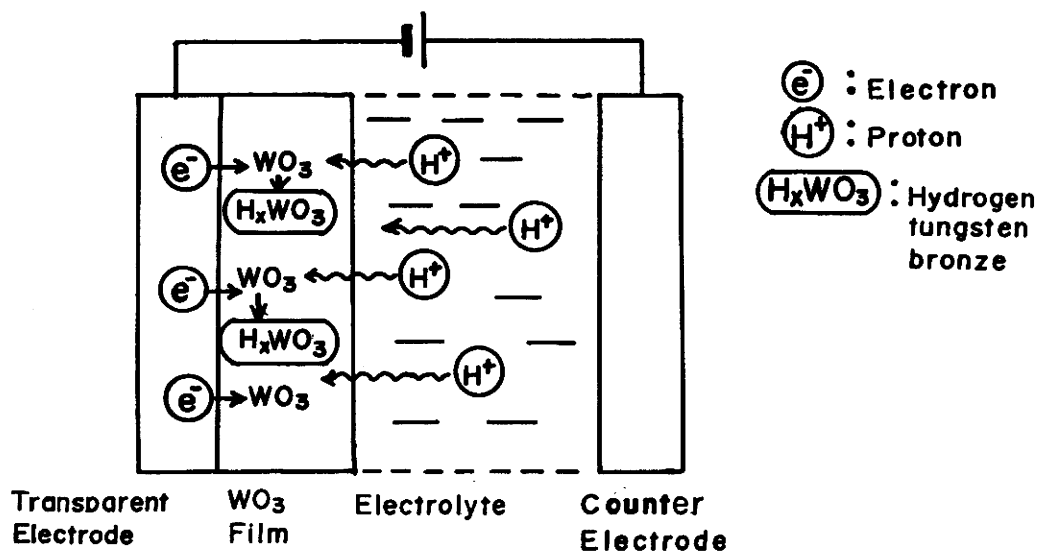 e⁻ : Electron
H⁺ : Proton
HₓWO₃ : Hydrogen
tungsten
bronze
e⁻ WO₃ H⁺
HₓWO₃
H⁺
e⁻ WO₃ H⁺
HₓWO₃
e⁻ WO₃ H⁺
Transparent
Electrode
WO₃
Film
Electrolyte
Counter
Electrode